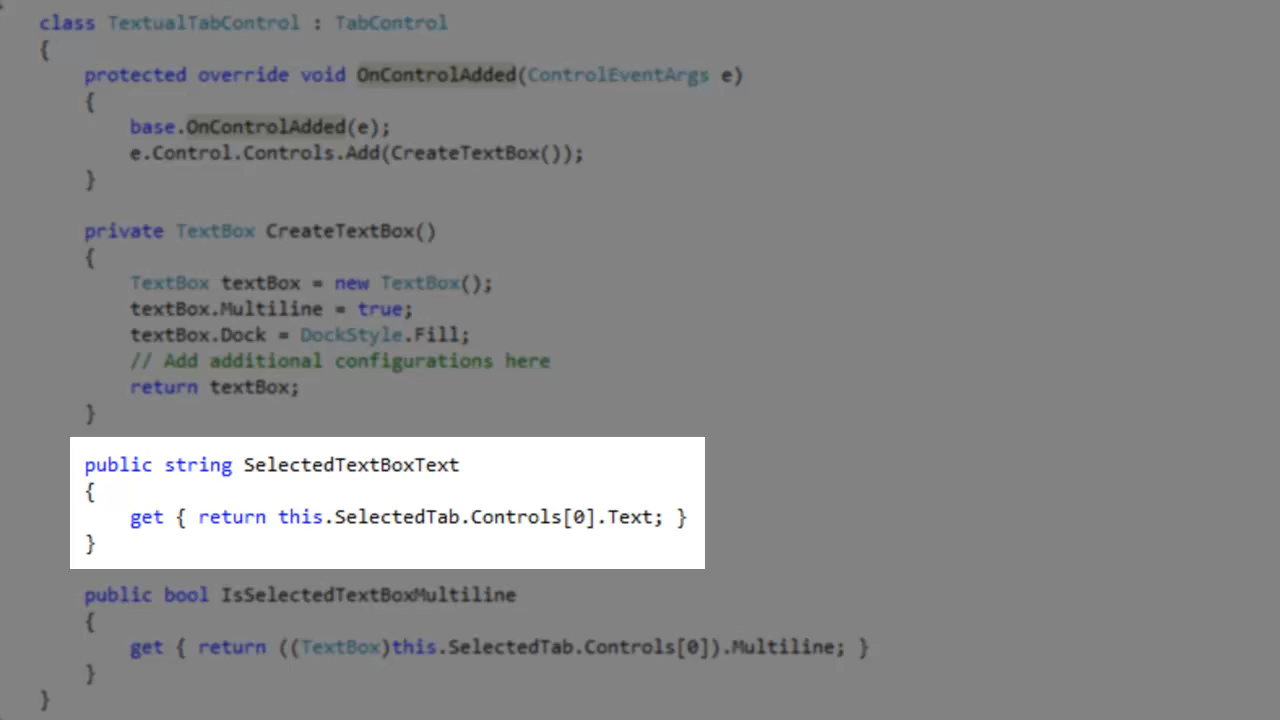 class TextualTabControl : TabControl
{
protected override void OnControlAdded(ControlEventArgs e)
{
base.OnControlAdded(e);
e.Control.Controls.Add(CreateTextBox());
}
private TextBox CreateTextBox()
{
TextBox textBox = new TextBox();
textBox.Multiline = true;
textBox.Dock = DockStyle.Fill;
// Add additional configurations here
return textBox;
}
public string SelectedTextBoxText
{
get { return this.SelectedTab.Controls[0].Text; }
}
public bool IsSelectedTextBoxMultiline
{
get { return ((TextBox)this.SelectedTab.Controls[0]).Multiline; }
}
}